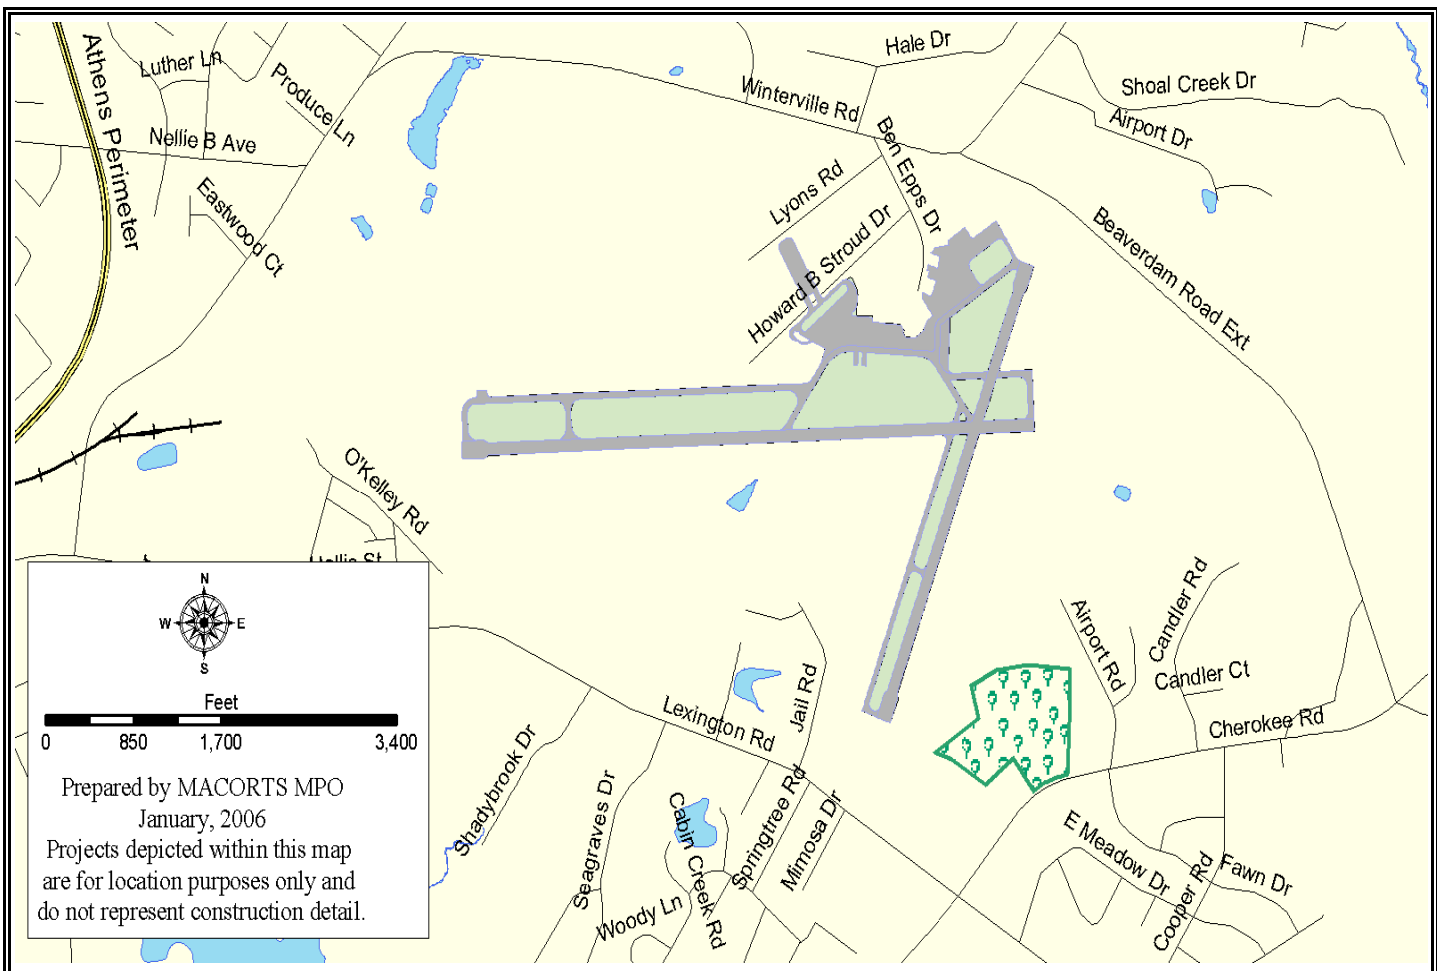 Athens Perimeter
Luther Ln
Produce Ln
Nellie B Ave
Eastwood Ct
Hale Dr
Winterville Rd
Shoal Creek Dr
Airport Dr
Ben Epps Dr
Lyons Rd
Howard B Stroud Dr
Beaverdam Road Ext
O'Kelley Rd
Hollis St
N
W
E
S
Feet
0 850 1,700 3,400
Prepared by MACORTS MPO
January, 2006
Projects depicted within this map
are for location purposes only and
do not represent construction detail.
Airport Rd
Candler Rd
Candler Ct
Cherokee Rd
Jail Rd
Lexington Rd
Shadybrook Dr
Seagraves Dr
Cabin Creek Rd
Springtree Rd
Mimosa Dr
Woody Ln
E Meadow Dr
Fawn Dr
Cooper Rd